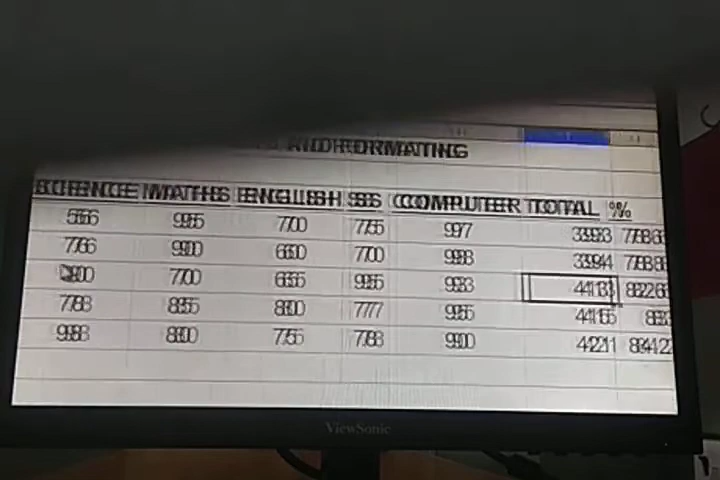 AND FORMATING
SCIENCE MATHS ENGLISH COMPUTER TOTAL %
56 95 70 75 97 393 78.6
76 90 60 70 98 394 78.8
90 70 65 95 93 413 82.6
78 85 80 77 95 415 83
98 80 75 78 90 421 84.2
ViewSonic